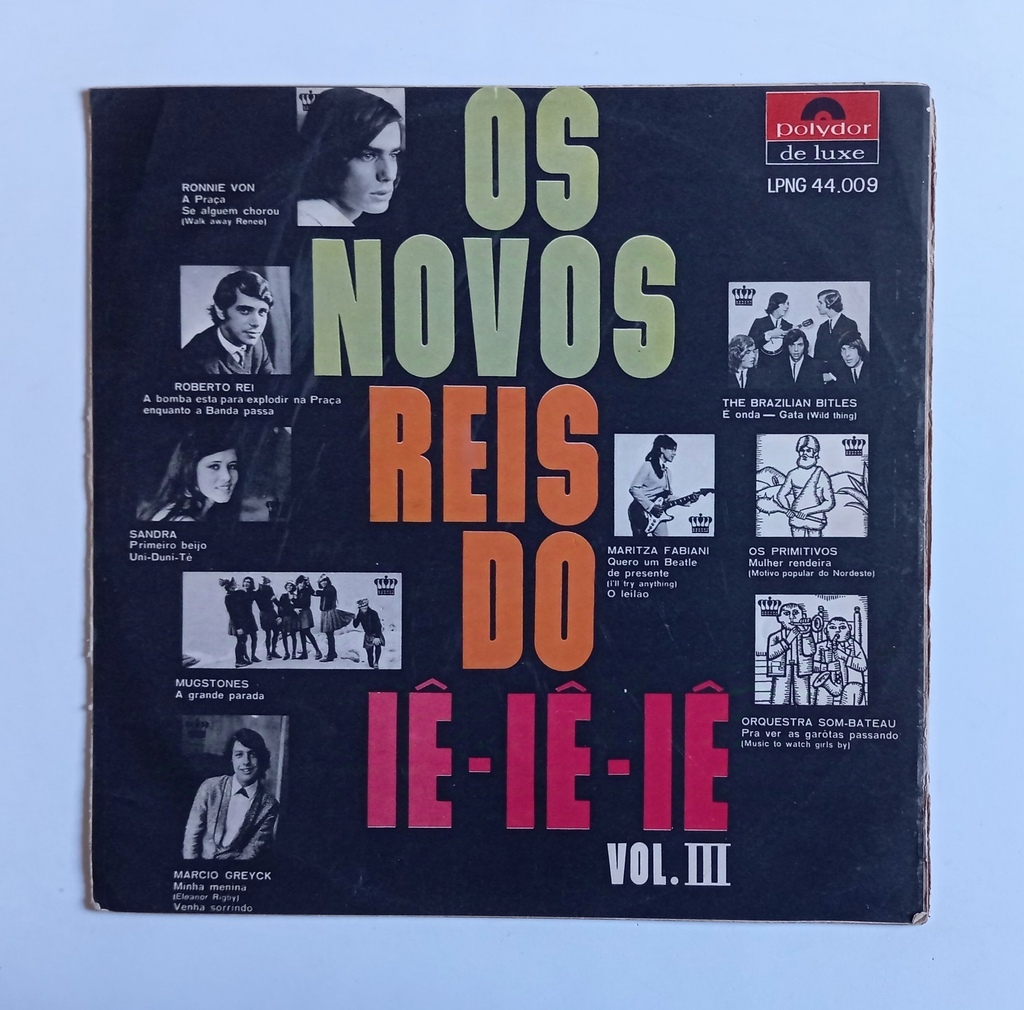 OS
NOVOS
REIS
DO
IÊ-IÊ-IÊ
VOL. III
polydor
de luxe
LPNG 44.009
RONNIE VON
A Praça
Se alguem chorou
(Walk away Renee)
ROBERTO REI
A bomba esta para explodir na Praça
enquanto a Banda passa
SANDRA
Primeiro beijo
Uni-Duni-Tê
MUGSTONES
A grande parada
MARCIO GREYCK
Minha menina
(Eleanor Rigby)
Venha sorrindo
THE BRAZILIAN BITLES
É onda — Gata (Wild thing)
MARITZA FABIANI
Quero um Beatle
de presente
(I'll try anything)
O leilao
OS PRIMITIVOS
Mulher rendeira
(Motivo popular do Nordeste)
ORQUESTRA SOM-BATEAU
Pra ver as garôtas passando
(Music to watch girls by)